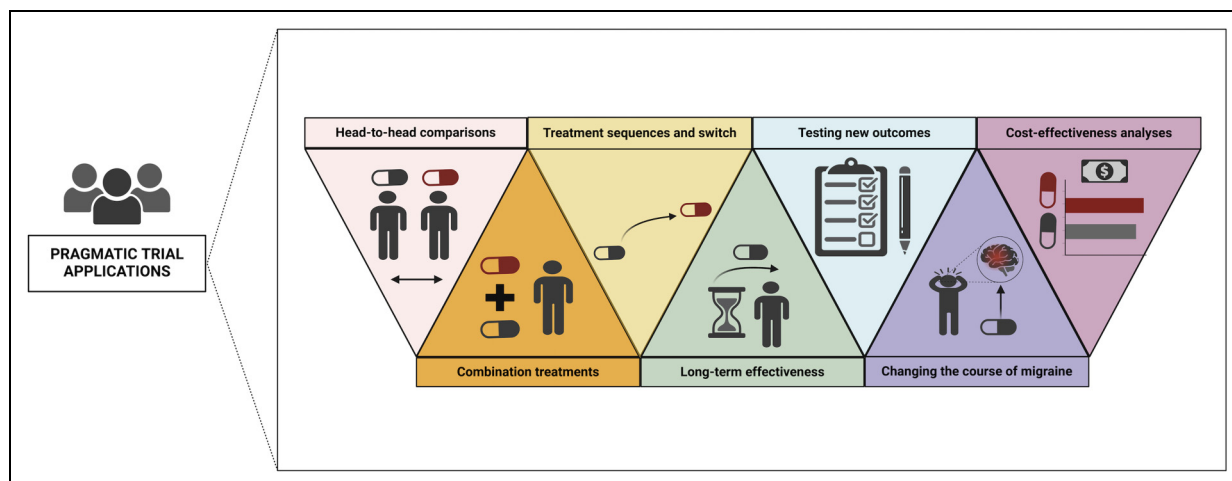 PRAGMATIC TRIAL
APPLICATIONS
Head-to-head comparisons
Treatment sequences and switch
Testing new outcomes
Cost-effectiveness analyses
$
Combination treatments
Long-term effectiveness
Changing the course of migraine